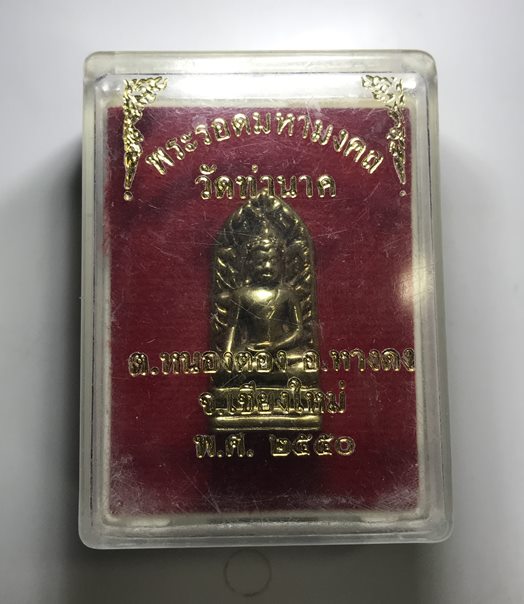 พระรอดมหามงคล
วัดท่านาค
ต.หนองตอง อ.หางดง
จ.เชียงใหม่
พ.ศ. ๒๕๕๐